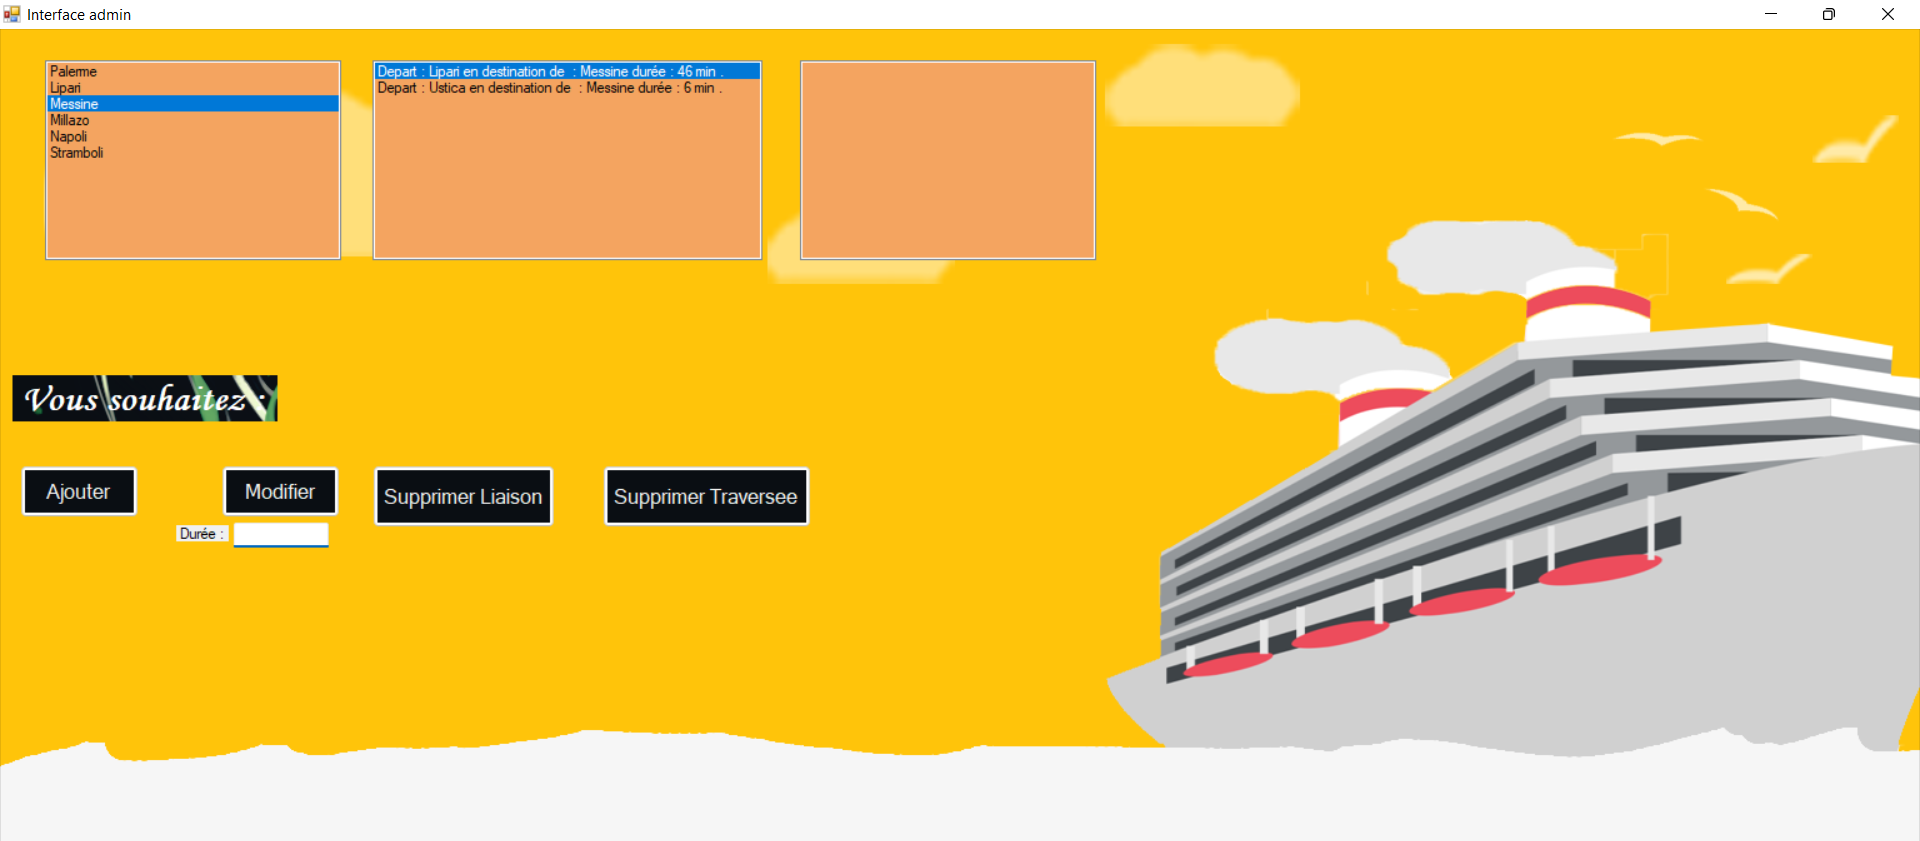 Interface admin
Palerme
Lipari
Messine
Millazo
Napoli
Stramboli
Depart : Lipari en destination de  : Messine durée : 46 min .
Depart : Ustica en destination de  : Messine durée : 6 min .
Vous souhaitez :
Ajouter
Modifier
Supprimer Liaison
Supprimer Traversee
Durée :